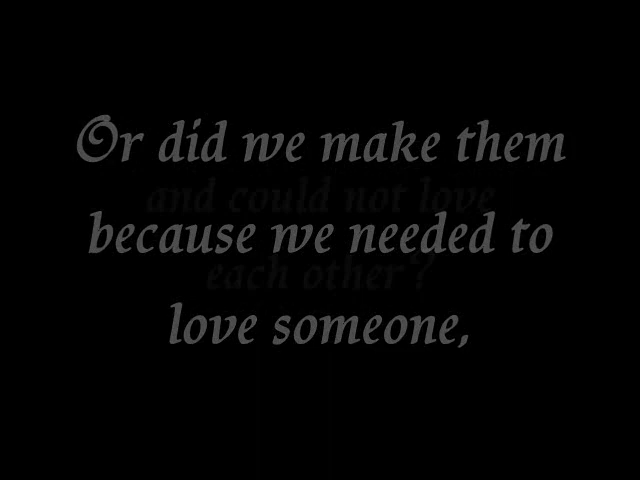 Or did we make them
and could not love
because we needed to
each other?
love someone,